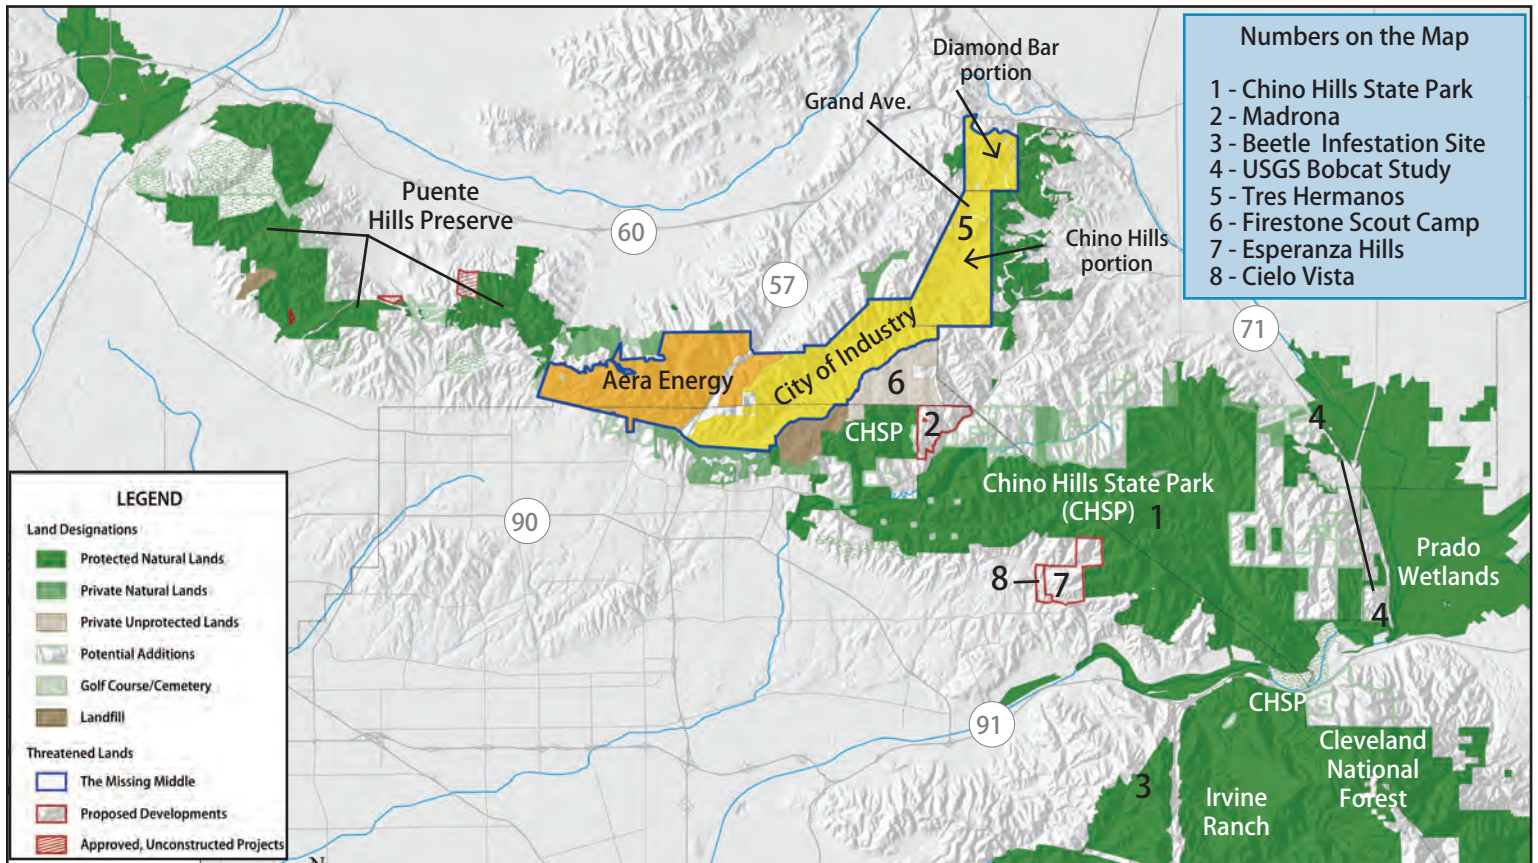 Numbers on the Map
1 - Chino Hills State Park
2 - Madrona
3 - Beetle Infestation Site
4 - USGS Bobcat Study
5 - Tres Hermanos
6 - Firestone Scout Camp
7 - Esperanza Hills
8 - Cielo Vista
Diamond Bar
portion
Grand Ave.
Puente
Hills Preserve
60
5
Chino Hills
portion
57
71
City of Industry
Aera Energy
6
2
4
CHSP
Chino Hills State Park
(CHSP)
1
90
Prado
Wetlands
8
7
4
CHSP
91
Cleveland
National
Forest
3
Irvine
Ranch
LEGEND
Land Designations
Protected Natural Lands
Private Natural Lands
Private Unprotected Lands
Potential Additions
Golf Course/Cemetery
Landfill
Threatened Lands
The Missing Middle
Proposed Developments
Approved, Unconstructed Projects
N